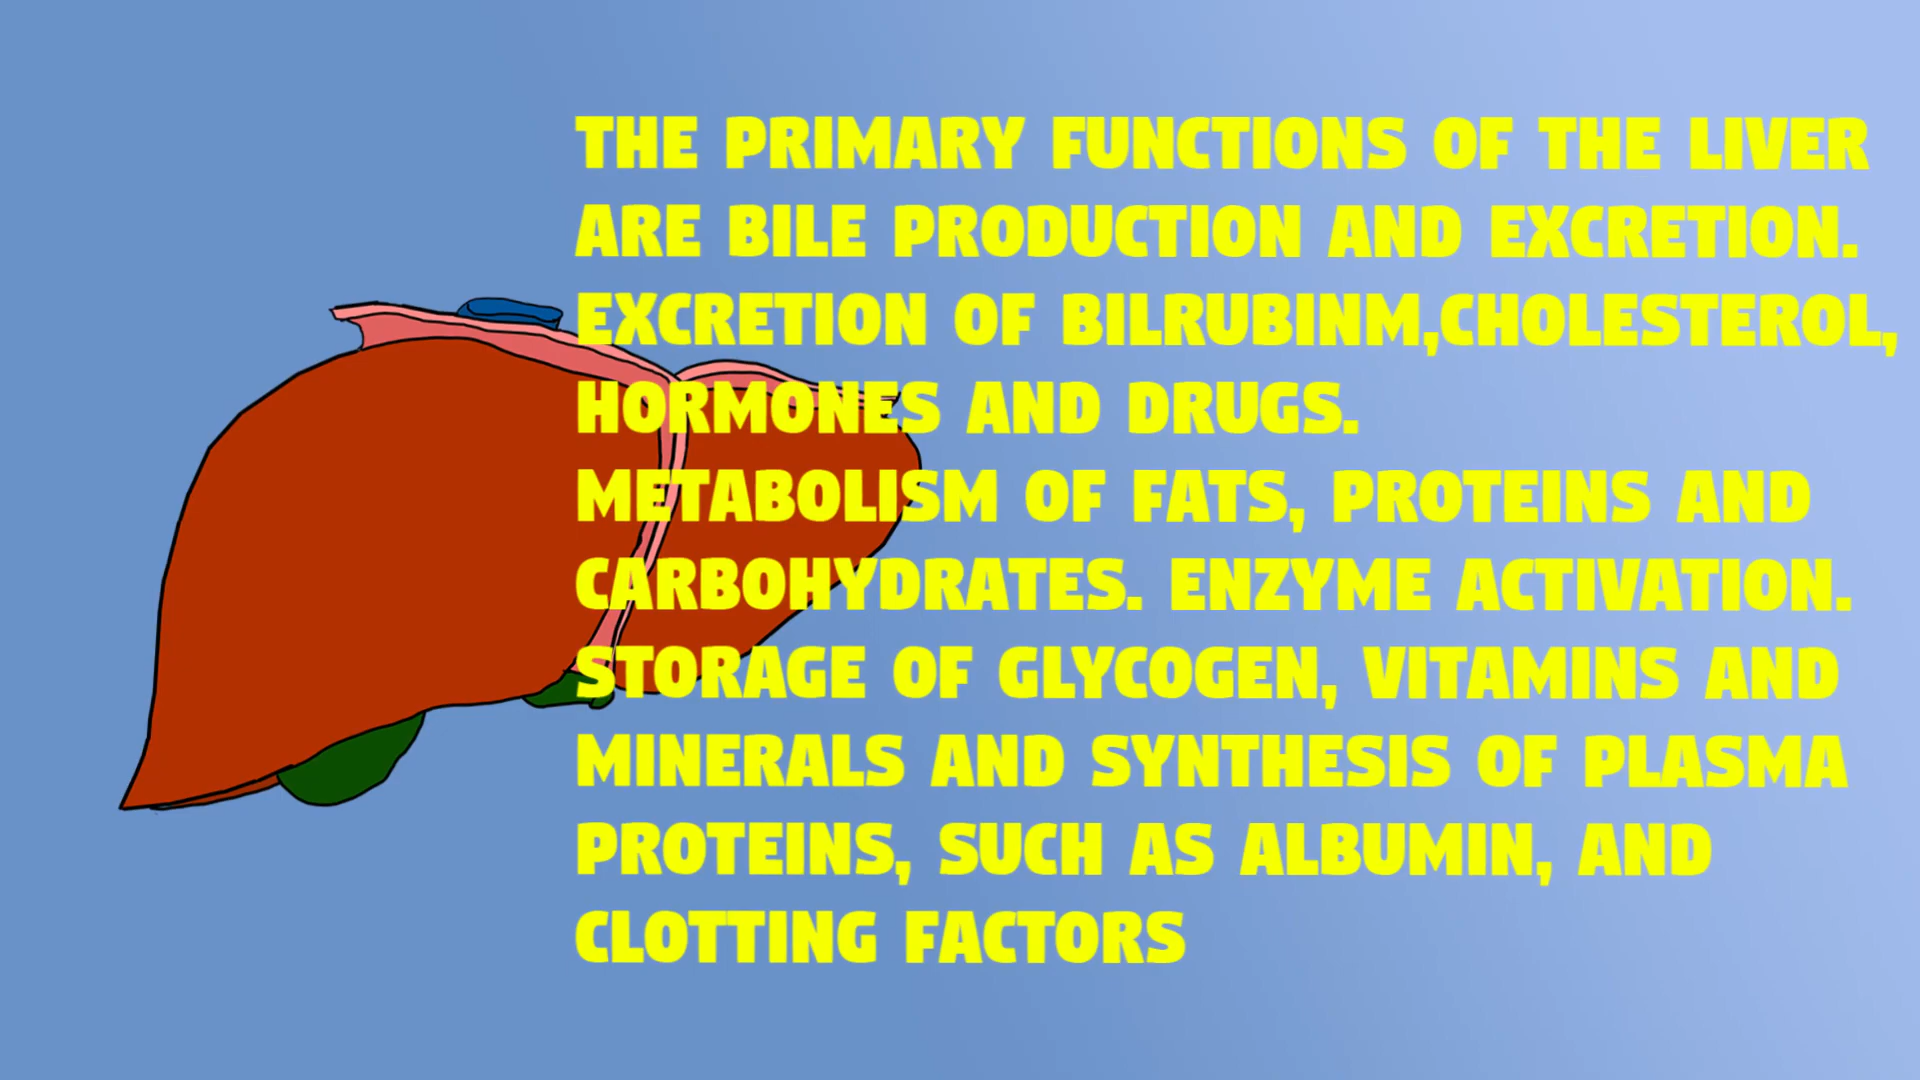 THE PRIMARY FUNCTIONS OF THE LIVER
ARE BILE PRODUCTION AND EXCRETION.
EXCRETION OF BILRUBINM,CHOLESTEROL,
HORMONES AND DRUGS.
METABOLISM OF FATS, PROTEINS AND
CARBOHYDRATES. ENZYME ACTIVATION.
STORAGE OF GLYCOGEN, VITAMINS AND
MINERALS AND SYNTHESIS OF PLASMA
PROTEINS, SUCH AS ALBUMIN, AND
CLOTTING FACTORS